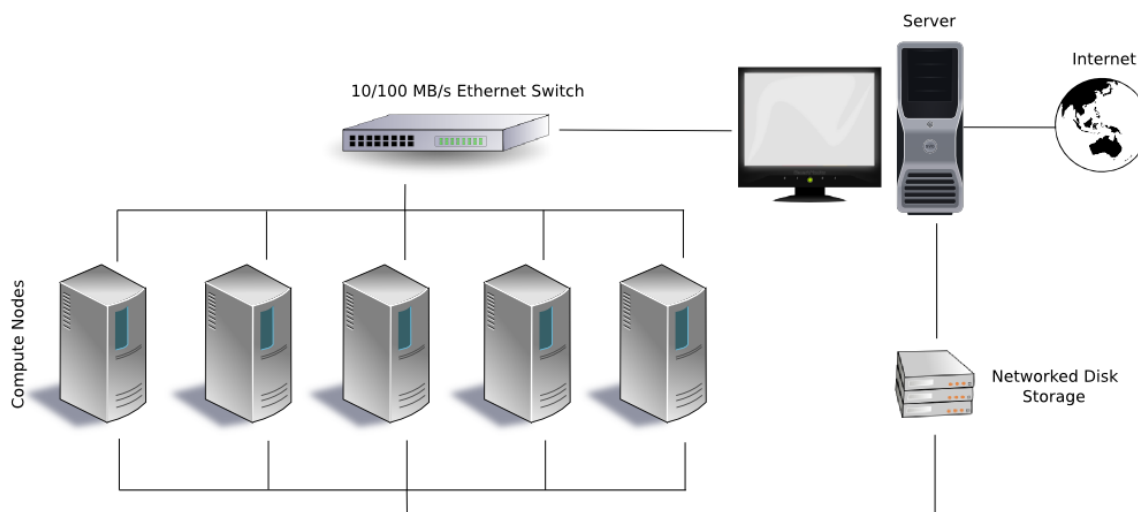 Server
Internet
10/100 MB/s Ethernet Switch
Compute Nodes
Networked Disk
Storage